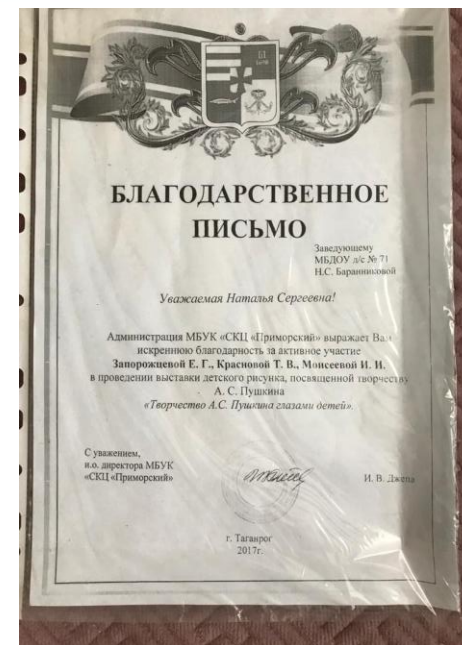 БЛАГОДАРСТВЕННОЕ
ПИСЬМО
Заведующему
МБДОУ д/с № 71
Н.С. Баранниковой
Уважаемая Наталья Сергеевна!
Администрация МБУК «СКЦ «Приморский» выражает Вам
искреннюю благодарность за активное участие
Запорожцевой Е. Г., Красновой Т. В., Моисеевой И. И.
в проведении выставки детского рисунка, посвященной творчеству
А. С. Пушкина
«Творчество А.С. Пушкина глазами детей».
С уважением,
и.о. директора МБУК
«СКЦ «Приморский»
И. В. Джепа
г. Таганрог
2017г.